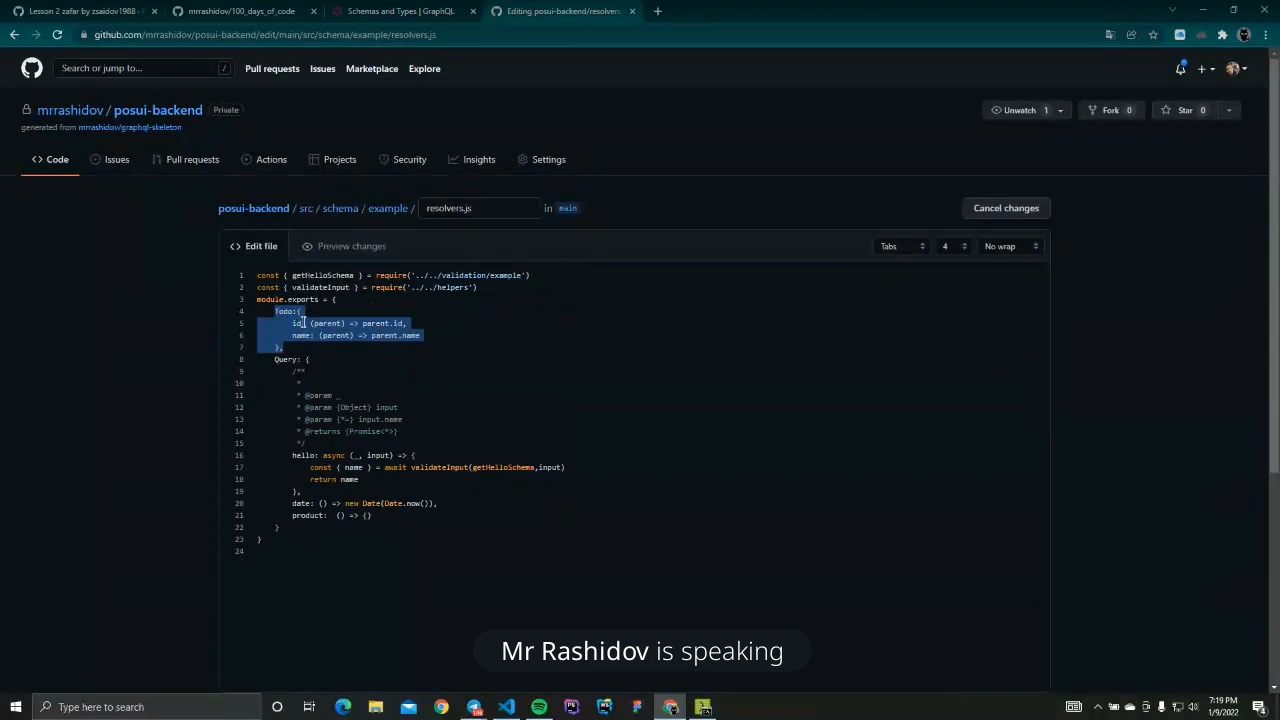 Lesson 2 zafar by zsaidov1988 · F
mrrashidov/100_days_of_code
Schemas and Types | GraphQL
Editing posui-backend/resolvers.
github.com/mrrashidov/posui-backend/edit/main/src/schema/example/resolvers.js
Search or jump to... /
Pull requests Issues Marketplace Explore
mrrashidov / posui-backend Private
Unwatch 1 Fork 0 Star 0
generated from mrrashidov/graphql-skeleton
<> Code Issues Pull requests Actions Projects Security Insights Settings
posui-backend / src / schema / example / resolvers.js in main Cancel changes
<> Edit file Preview changes Tabs 4 No wrap
1 const { getHelloSchema } = require('../../validation/example')
2 const { validateInput } = require('../../helpers')
3 module.exports = {
4 Todo:{
5 id: (parent) => parent.id,
6 name: (parent) => parent.name
7 },
8 Query: {
9 /**
10 *
11 * @param _
12 * @param {Object} input
13 * @param {*=} input.name
14 * @returns {Promise<*>}
15 */
16 hello: async (_, input) => {
17 const { name } = await validateInput(getHelloSchema,input)
18 return name
19 },
20 date: () => new Date(Date.now()),
21 product: () => {}
22 }
23 }
24
Mr Rashidov is speaking
Type here to search
ENG
7:19 PM
1/9/2022